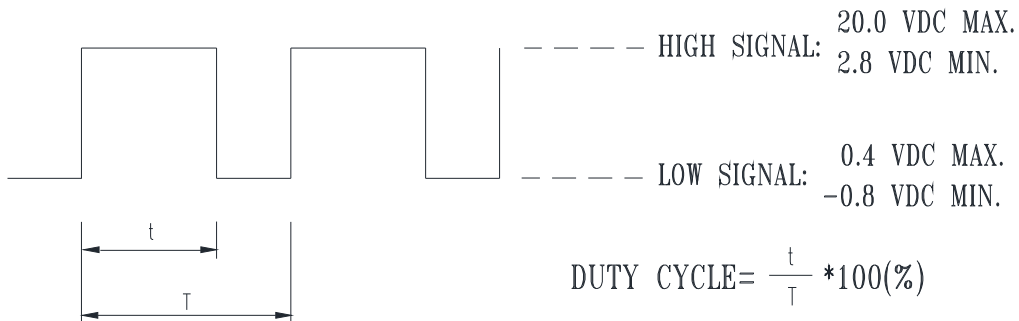 20.0 VDC MAX.
HIGH SIGNAL:
2.8 VDC MIN.
0.4 VDC MAX.
LOW SIGNAL:
-0.8 VDC MIN.
t
T
DUTY CYCLE= t/T *100(%)